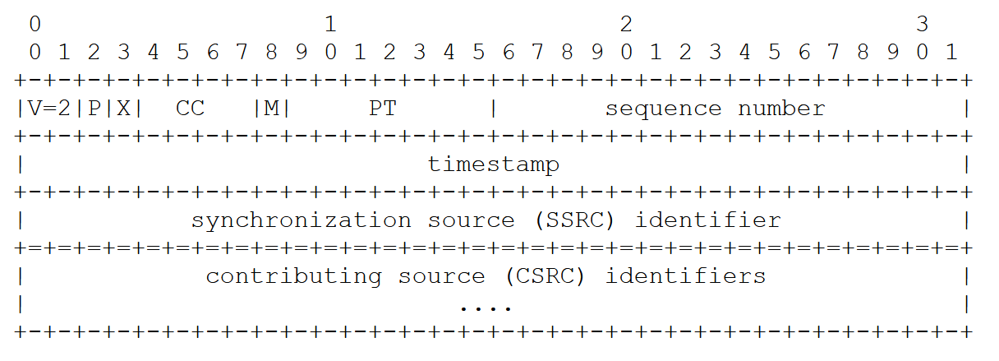 0                   1                   2                   3
 0 1 2 3 4 5 6 7 8 9 0 1 2 3 4 5 6 7 8 9 0 1 2 3 4 5 6 7 8 9 0 1
+-+-+-+-+-+-+-+-+-+-+-+-+-+-+-+-+-+-+-+-+-+-+-+-+-+-+-+-+-+-+-+-+
|V=2|P|X|  CC   |M|     PT      |       sequence number         |
+-+-+-+-+-+-+-+-+-+-+-+-+-+-+-+-+-+-+-+-+-+-+-+-+-+-+-+-+-+-+-+-+
|                           timestamp                           |
+-+-+-+-+-+-+-+-+-+-+-+-+-+-+-+-+-+-+-+-+-+-+-+-+-+-+-+-+-+-+-+-+
|           synchronization source (SSRC) identifier            |
+=+=+=+=+=+=+=+=+=+=+=+=+=+=+=+=+=+=+=+=+=+=+=+=+=+=+=+=+=+=+=+=+
|            contributing source (CSRC) identifiers             |
|                             ....                              |
+-+-+-+-+-+-+-+-+-+-+-+-+-+-+-+-+-+-+-+-+-+-+-+-+-+-+-+-+-+-+-+-+